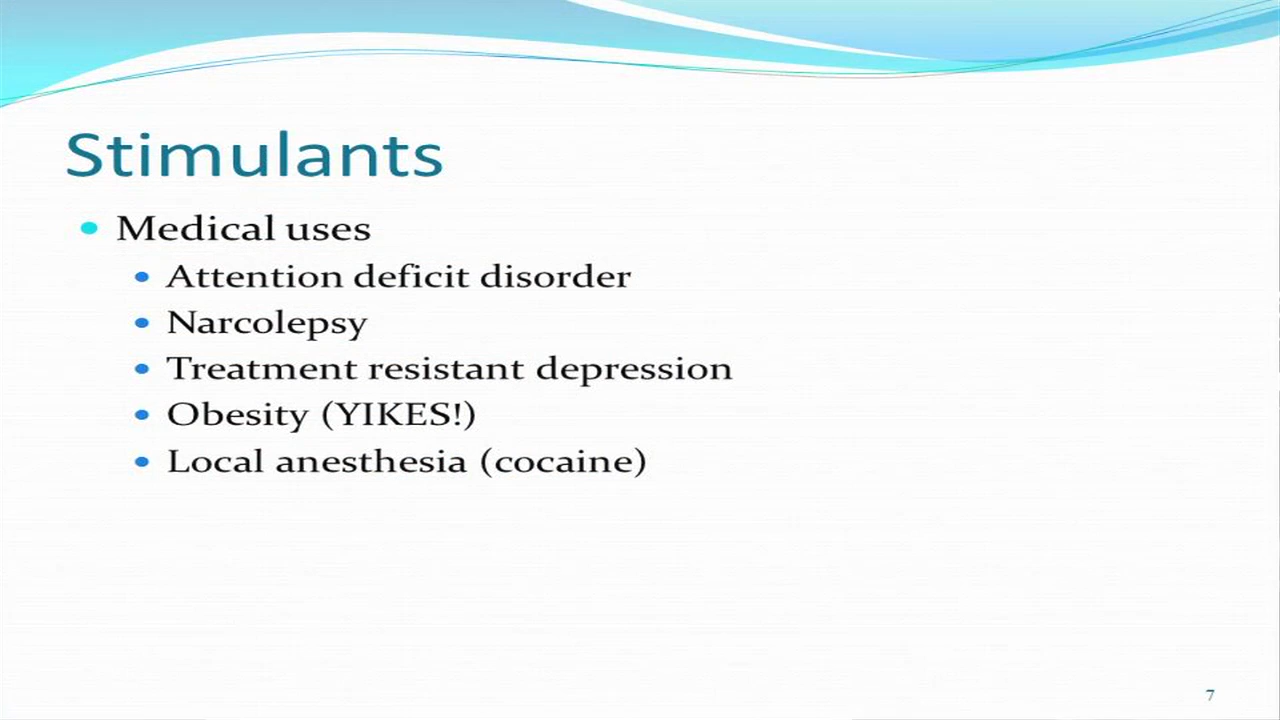 Stimulants
Medical uses
Attention deficit disorder
Narcolepsy
Treatment resistant depression
Obesity (YIKES!)
Local anesthesia (cocaine)
7